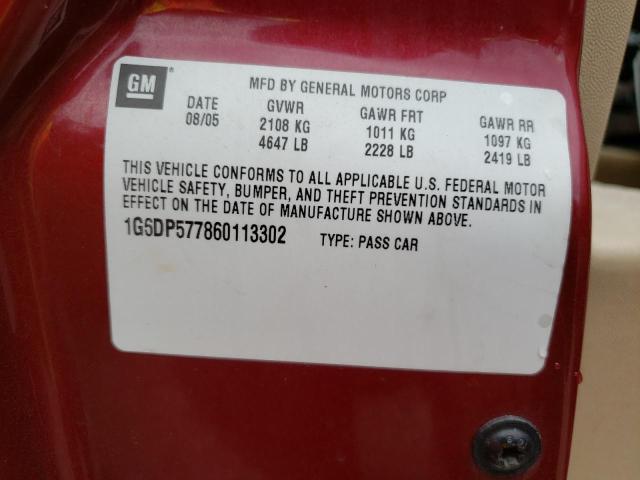 GM
MFD BY GENERAL MOTORS CORP
DATE GVWR GAWR FRT GAWR RR
08/05 2108 KG 1011 KG 1097 KG
4647 LB 2228 LB 2419 LB
THIS VEHICLE CONFORMS TO ALL APPLICABLE U.S. FEDERAL MOTOR
VEHICLE SAFETY, BUMPER, AND THEFT PREVENTION STANDARDS IN
EFFECT ON THE DATE OF MANUFACTURE SHOWN ABOVE.
1G6DP577860113302 TYPE: PASS CAR